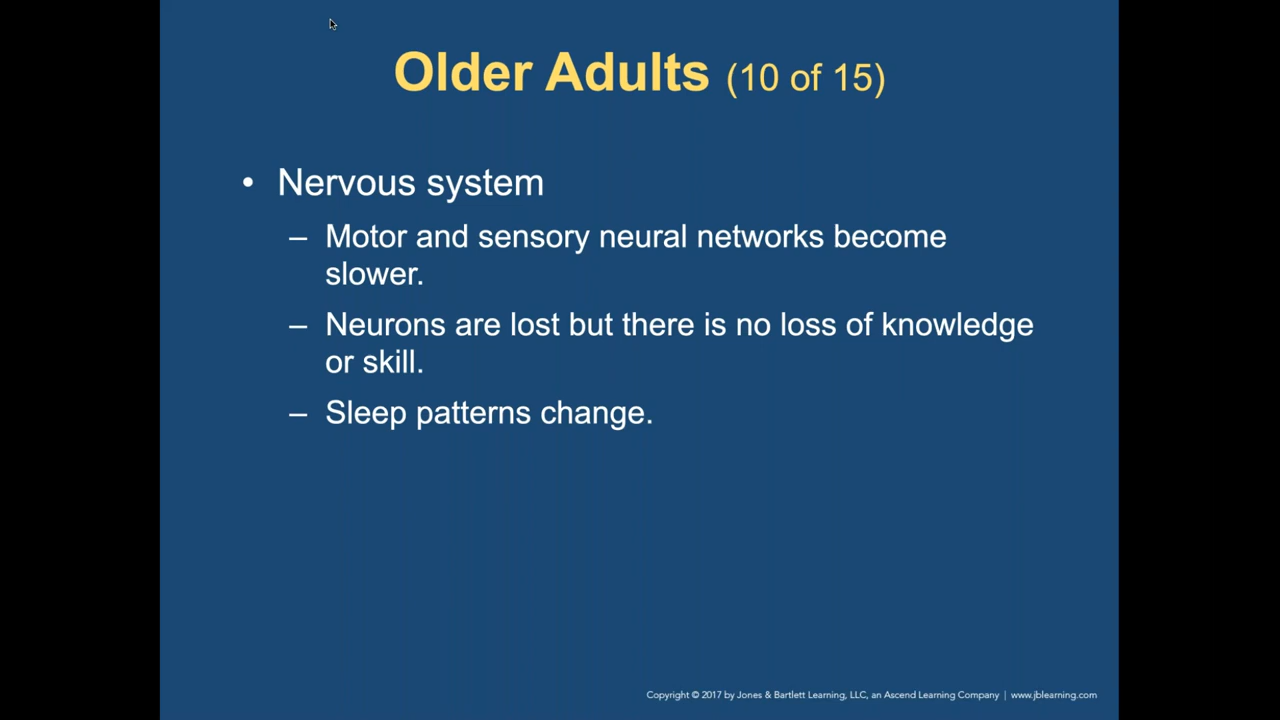 Older Adults (10 of 15)
• Nervous system
– Motor and sensory neural networks become
slower.
– Neurons are lost but there is no loss of knowledge
or skill.
– Sleep patterns change.
Copyright © 2017 by Jones & Bartlett Learning, LLC, an Ascend Learning Company | www.jblearning.com